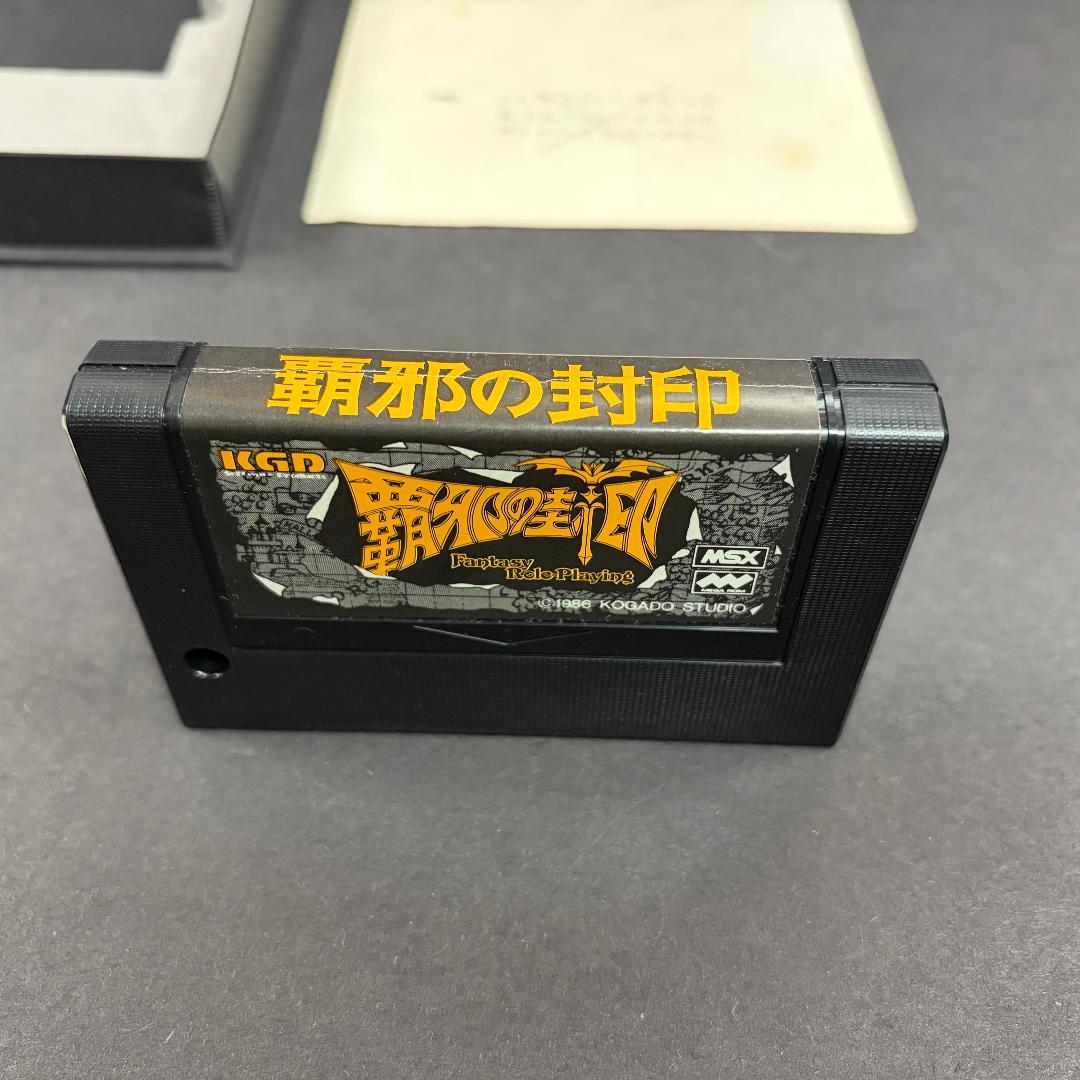 覇邪の封印
KGD
覇邪の封印
Fantasy
Role Playing
MSX
MEGA ROM
©1986 KOGADO STUDIO